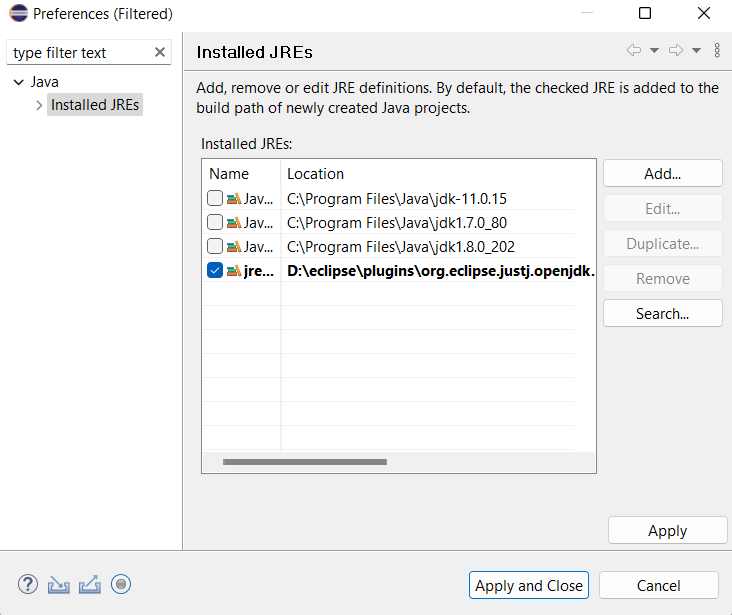 Preferences (Filtered)
type filter text
Java
Installed JREs
Installed JREs
Add, remove or edit JRE definitions. By default, the checked JRE is added to the
build path of newly created Java projects.
Installed JREs:
Name Location
Jav... C:\Program Files\Java\jdk-11.0.15
Jav... C:\Program Files\Java\jdk1.7.0_80
Jav... C:\Program Files\Java\jdk1.8.0_202
jre... D:\eclipse\plugins\org.eclipse.justj.openjdk.
Add...
Edit...
Duplicate...
Remove
Search...
Apply
Apply and Close
Cancel